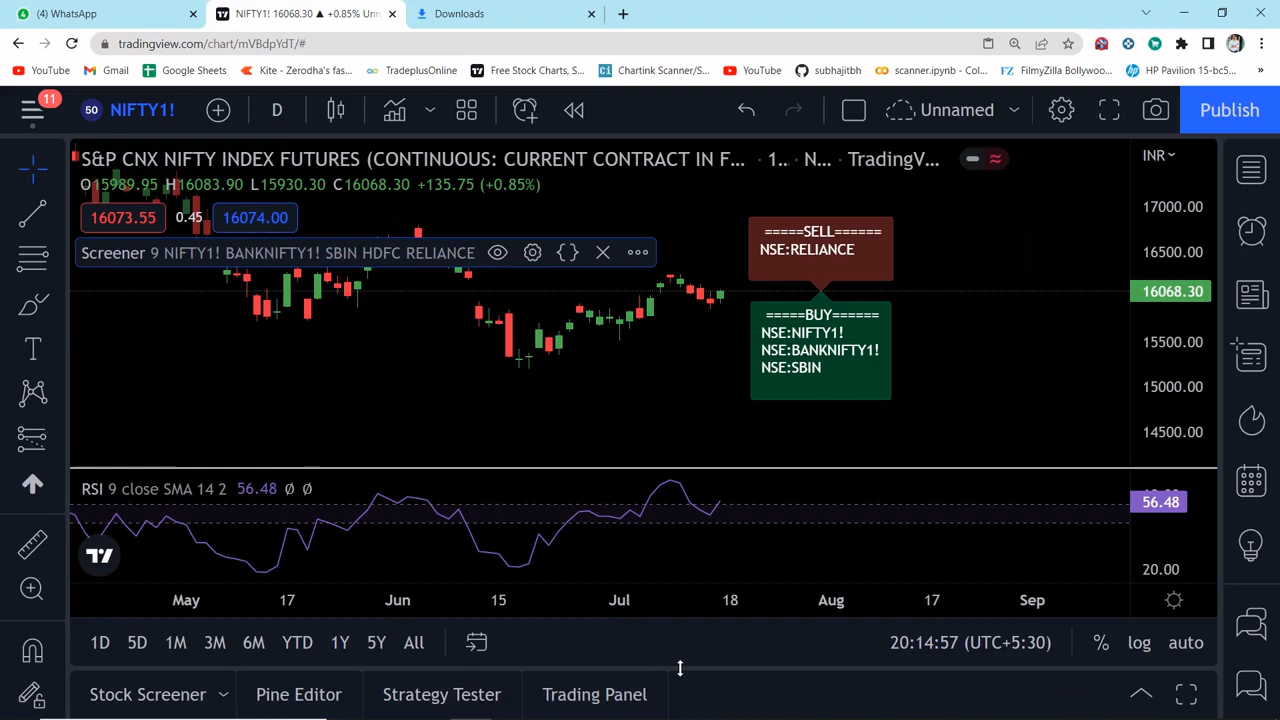 (4) WhatsApp
NIFTY1! 16068.30 ▲ +0.85% Unn
Downloads
tradingview.com/chart/mVBdpYdT/#
YouTube
Gmail
Google Sheets
Kite - Zerodha's fas...
TradeplusOnline
Free Stock Charts, S...
Chartink Scanner/S...
YouTube
subhajitbh
scanner.ipynb - Col...
FilmyZilla Bollywoo...
HP Pavilion 15-bc5...
»
11
50 NIFTY1!
D
Unnamed
Publish
S&P CNX NIFTY INDEX FUTURES (CONTINUOUS: CURRENT CONTRACT IN F... · 1... · N... · TradingV...
INR
O15989.95 H16083.90 L15930.30 C16068.30 +135.75 (+0.85%)
16073.55 0.45 16074.00
Screener 9 NIFTY1! BANKNIFTY1! SBIN HDFC RELIANCE
=====SELL======
NSE:RELIANCE
=====BUY======
NSE:NIFTY1!
NSE:BANKNIFTY1!
NSE:SBIN
17000.00
16500.00
16068.30
15500.00
15000.00
14500.00
RSI 9 close SMA 14 2 56.48 Ø Ø
56.48
20.00
May 17 Jun 15 Jul 18 Aug 17 Sep
1D 5D 1M 3M 6M YTD 1Y 5Y All
20:14:57 (UTC+5:30)
% log auto
Stock Screener
Pine Editor
Strategy Tester
Trading Panel